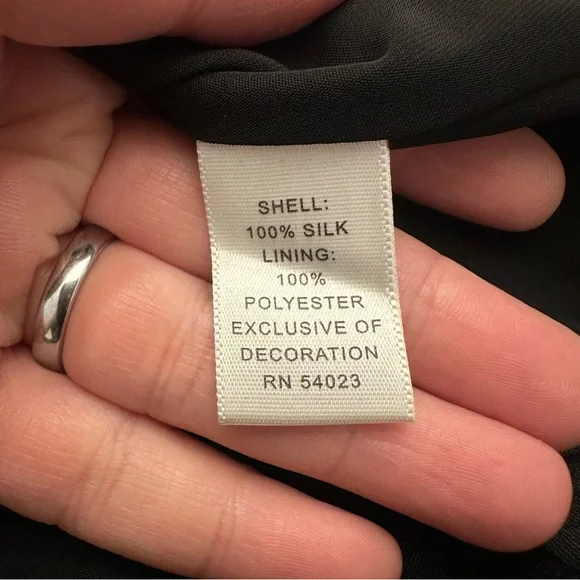 SHELL:
100% SILK
LINING:
100%
POLYESTER
EXCLUSIVE OF
DECORATION
RN 54023